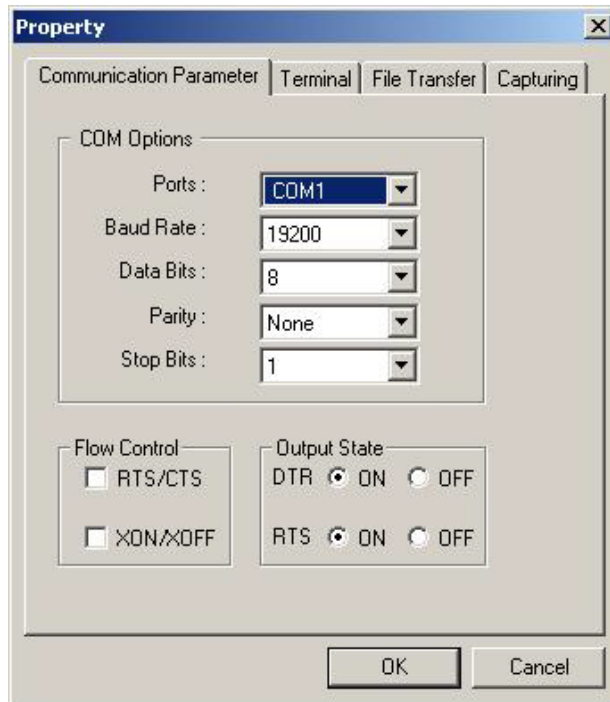 Property
Communication Parameter Terminal File Transfer Capturing
COM Options
Ports : COM1
Baud Rate : 19200
Data Bits : 8
Parity : None
Stop Bits : 1
Flow Control
RTS/CTS
XON/XOFF
Output State
DTR ON OFF
RTS ON OFF
OK Cancel